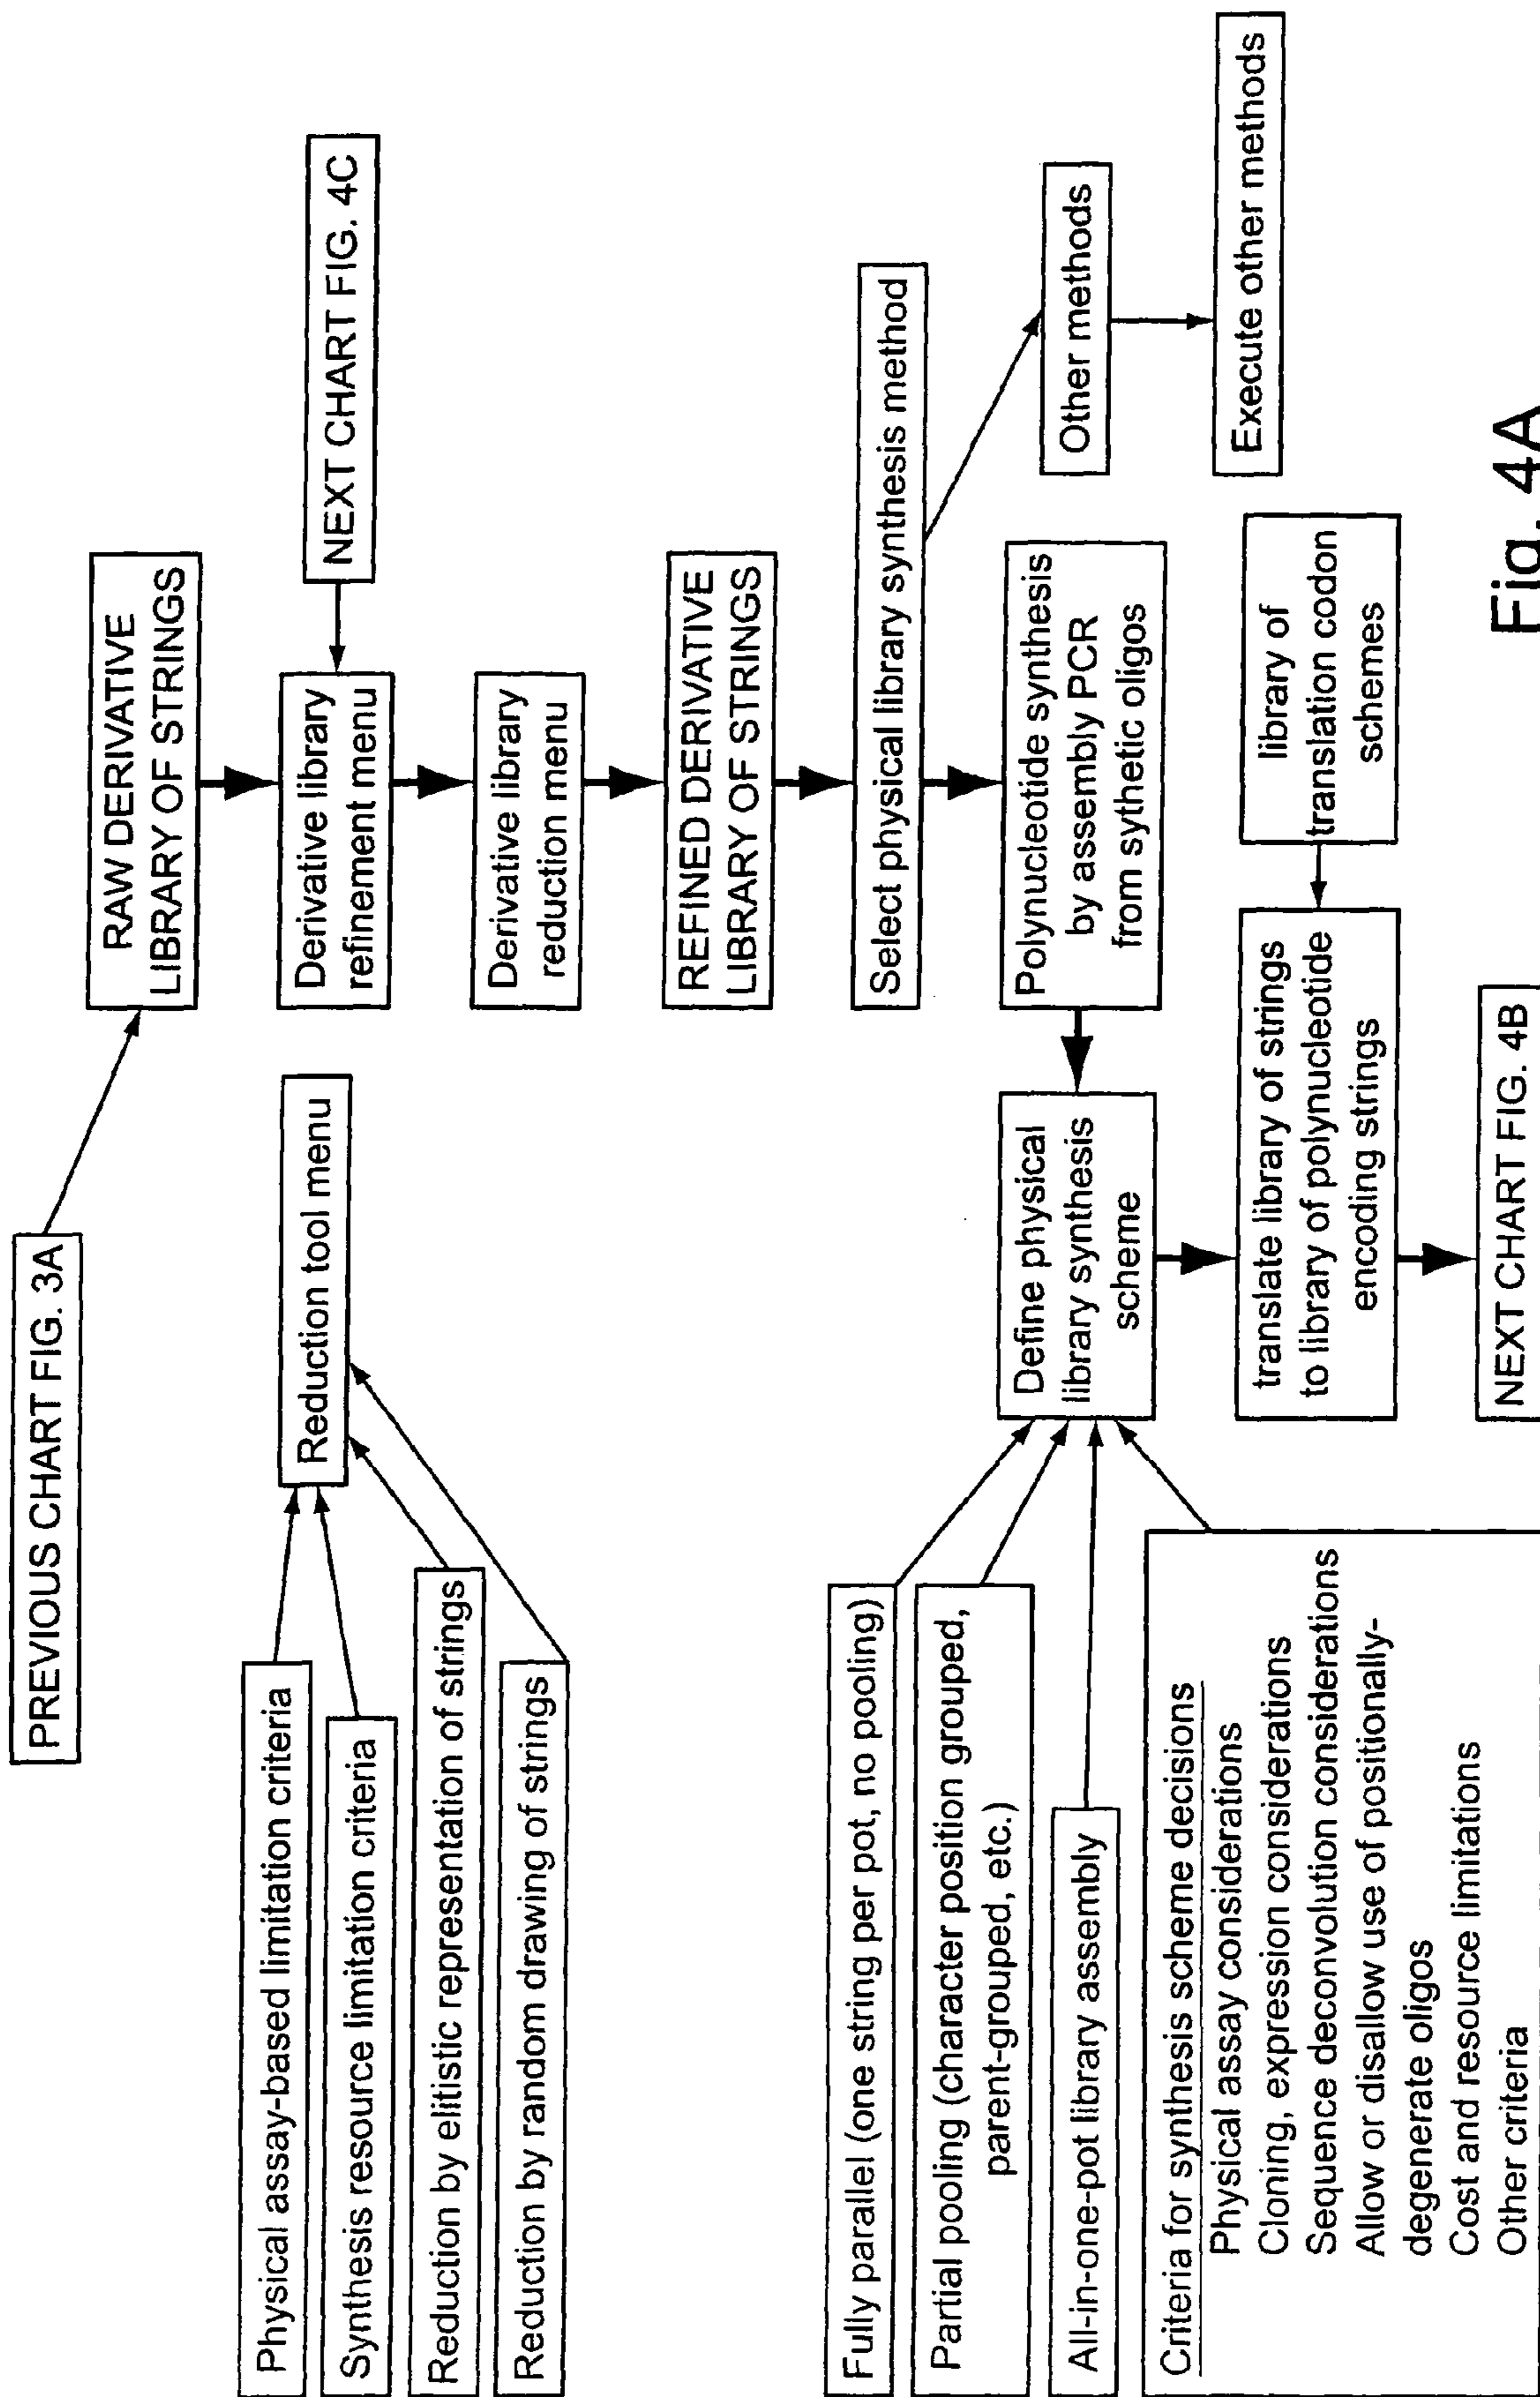 PREVIOUS CHART FIG. 3A
RAW DERIVATIVE
LIBRARY OF STRINGS
Physical assay-based limitation criteria
Synthesis resource limitation criteria
Reduction by elitistic representation of strings
Reduction by random drawing of strings
Reduction tool menu
Derivative library
refinement menu
NEXT CHART FIG. 4C
Derivative library
reduction menu
REFINED DERIVATIVE
LIBRARY OF STRINGS
Select physical library synthesis method
Fully parallel (one string per pot, no pooling)
Partial pooling (character position grouped,
parent-grouped, etc.)
All-in-one-pot library assembly
Criteria for synthesis scheme decisions
Physical assay considerations
Cloning, expression considerations
Sequence deconvolution considerations
Allow or disallow use of positionally-
degenerate oligos
Cost and resource limitations
Other criteria
Define physical
library synthesis
scheme
Polynucleotide synthesis
by assembly PCR
from sythetic oligos
Other methods
Execute other methods
translate library of strings
to library of polynucleotide
encoding strings
library of
translation codon
schemes
NEXT CHART FIG. 4B
Fig. 4A